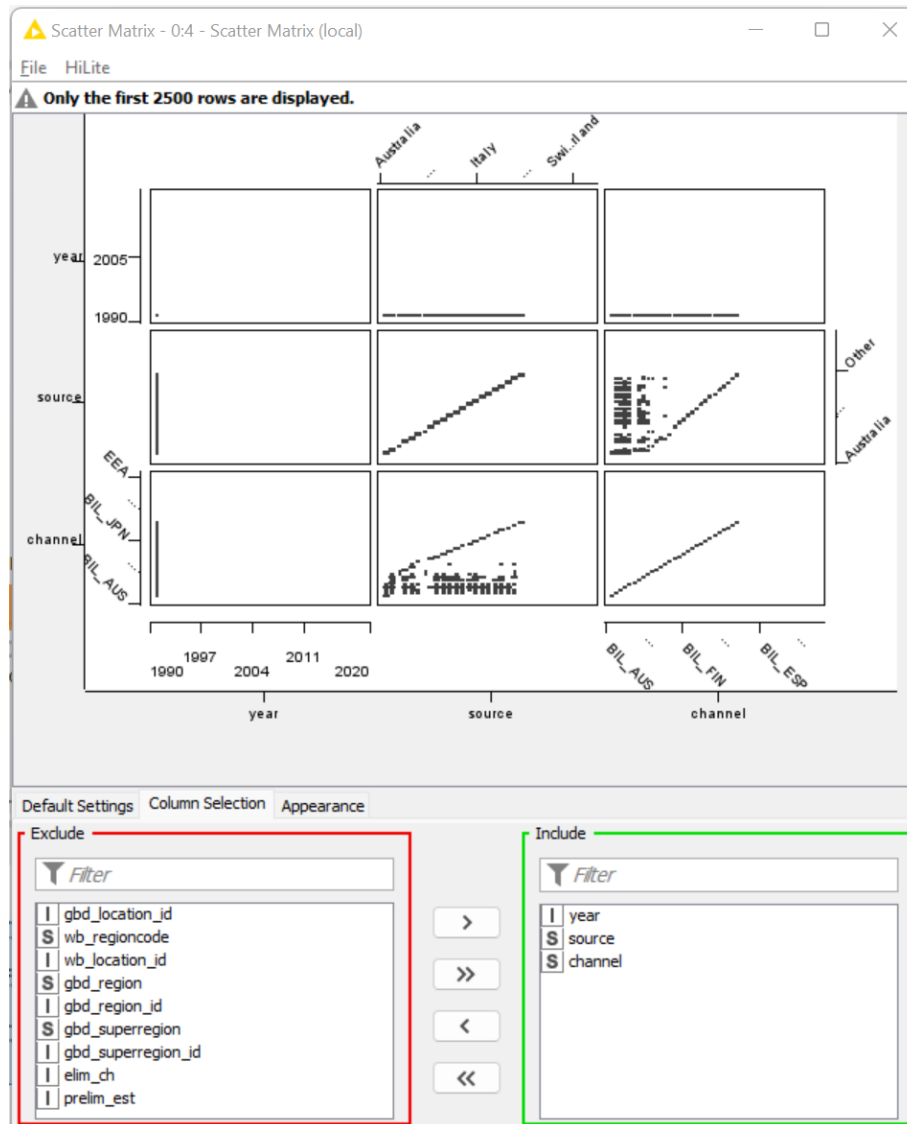 Scatter Matrix - 0:4 - Scatter Matrix (local)
File HiLite
Only the first 2500 rows are displayed.
Australia ... Italy ... Swi..rland
year 2005
1990
source
Other
...
Australia
channel
EEA
...
BIL_JPN
...
BIL_AUS
1990 1997 2004 2011 2020
BIL_AUS ... BIL_FIN ... BIL_ESP ...
year source channel
Default Settings Column Selection Appearance
Exclude
Filter
I gbd_location_id
S wb_regioncode
I wb_location_id
S gbd_region
I gbd_region_id
S gbd_superregion
I gbd_superregion_id
I elim_ch
I prelim_est
>
>>
<
<<
Include
Filter
I year
S source
S channel